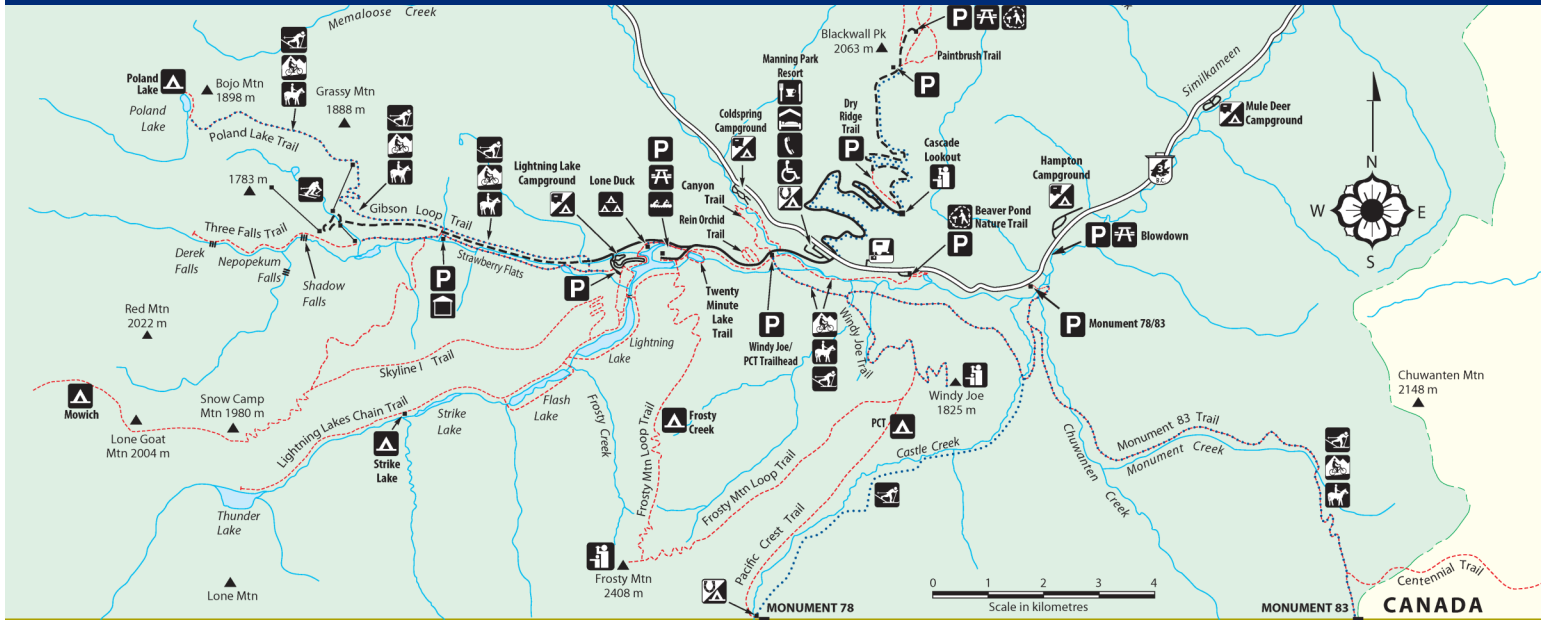 Memaloose Creek
Blackwall Pk
2063 m
P
Paintbrush Trail
P
Similkameen
Manning Park
Resort
Poland
Lake
Bojo Mtn
1898 m
Grassy Mtn
1888 m
Poland
Lake
Poland Lake Trail
Coldspring
Campground
Dry
Ridge
Trail
P
Cascade
Lookout
Mule Deer
Campground
3
B.C.
Hampton
Campground
N
W
E
S
1783 m
Lightning Lake
Campground
Lone Duck
P
Canyon
Trail
Rein Orchid
Trail
Beaver Pond
Nature Trail
P
P
Blowdown
Gibson Loop Trail
Three Falls Trail
Strawberry Flats
Derek
Falls
Nepopekum
Falls
Shadow
Falls
P
P
Twenty
Minute
Lake
Trail
P
Windy Joe/
PCT Trailhead
Windy Joe Trail
P
Monument 78/83
Red Mtn
2022 m
Lightning
Lake
Skyline I Trail
Chuwanten Mtn
2148 m
Mowich
Snow Camp
Mtn 1980 m
Lone Goat
Mtn 2004 m
Lightning Lakes Chain Trail
Strike
Lake
Flash
Lake
Frosty Creek
Frosty
Creek
Windy Joe
1825 m
PCT
Castle Creek
Chuwanten
Creek
Monument 83 Trail
Monument Creek
Strike
Lake
Frosty Mtn Loop Trail
Frosty Mtn Loop Trail
Thunder
Lake
Pacific Crest Trail
Frosty Mtn
2408 m
Lone Mtn
0 1 2 3 4
Scale in kilometres
Centennial Trail
MONUMENT 78
MONUMENT 83
CANADA